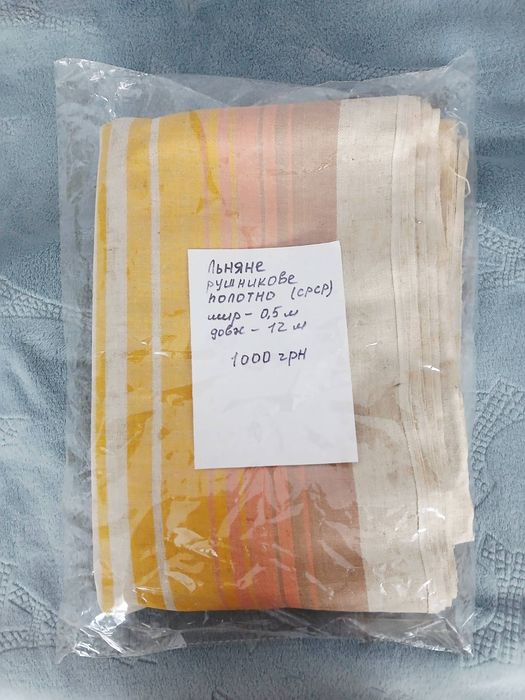 Льняне
рушникове
полотно (срср)
шир - 0,5 м
довж - 12 м
1000 грн